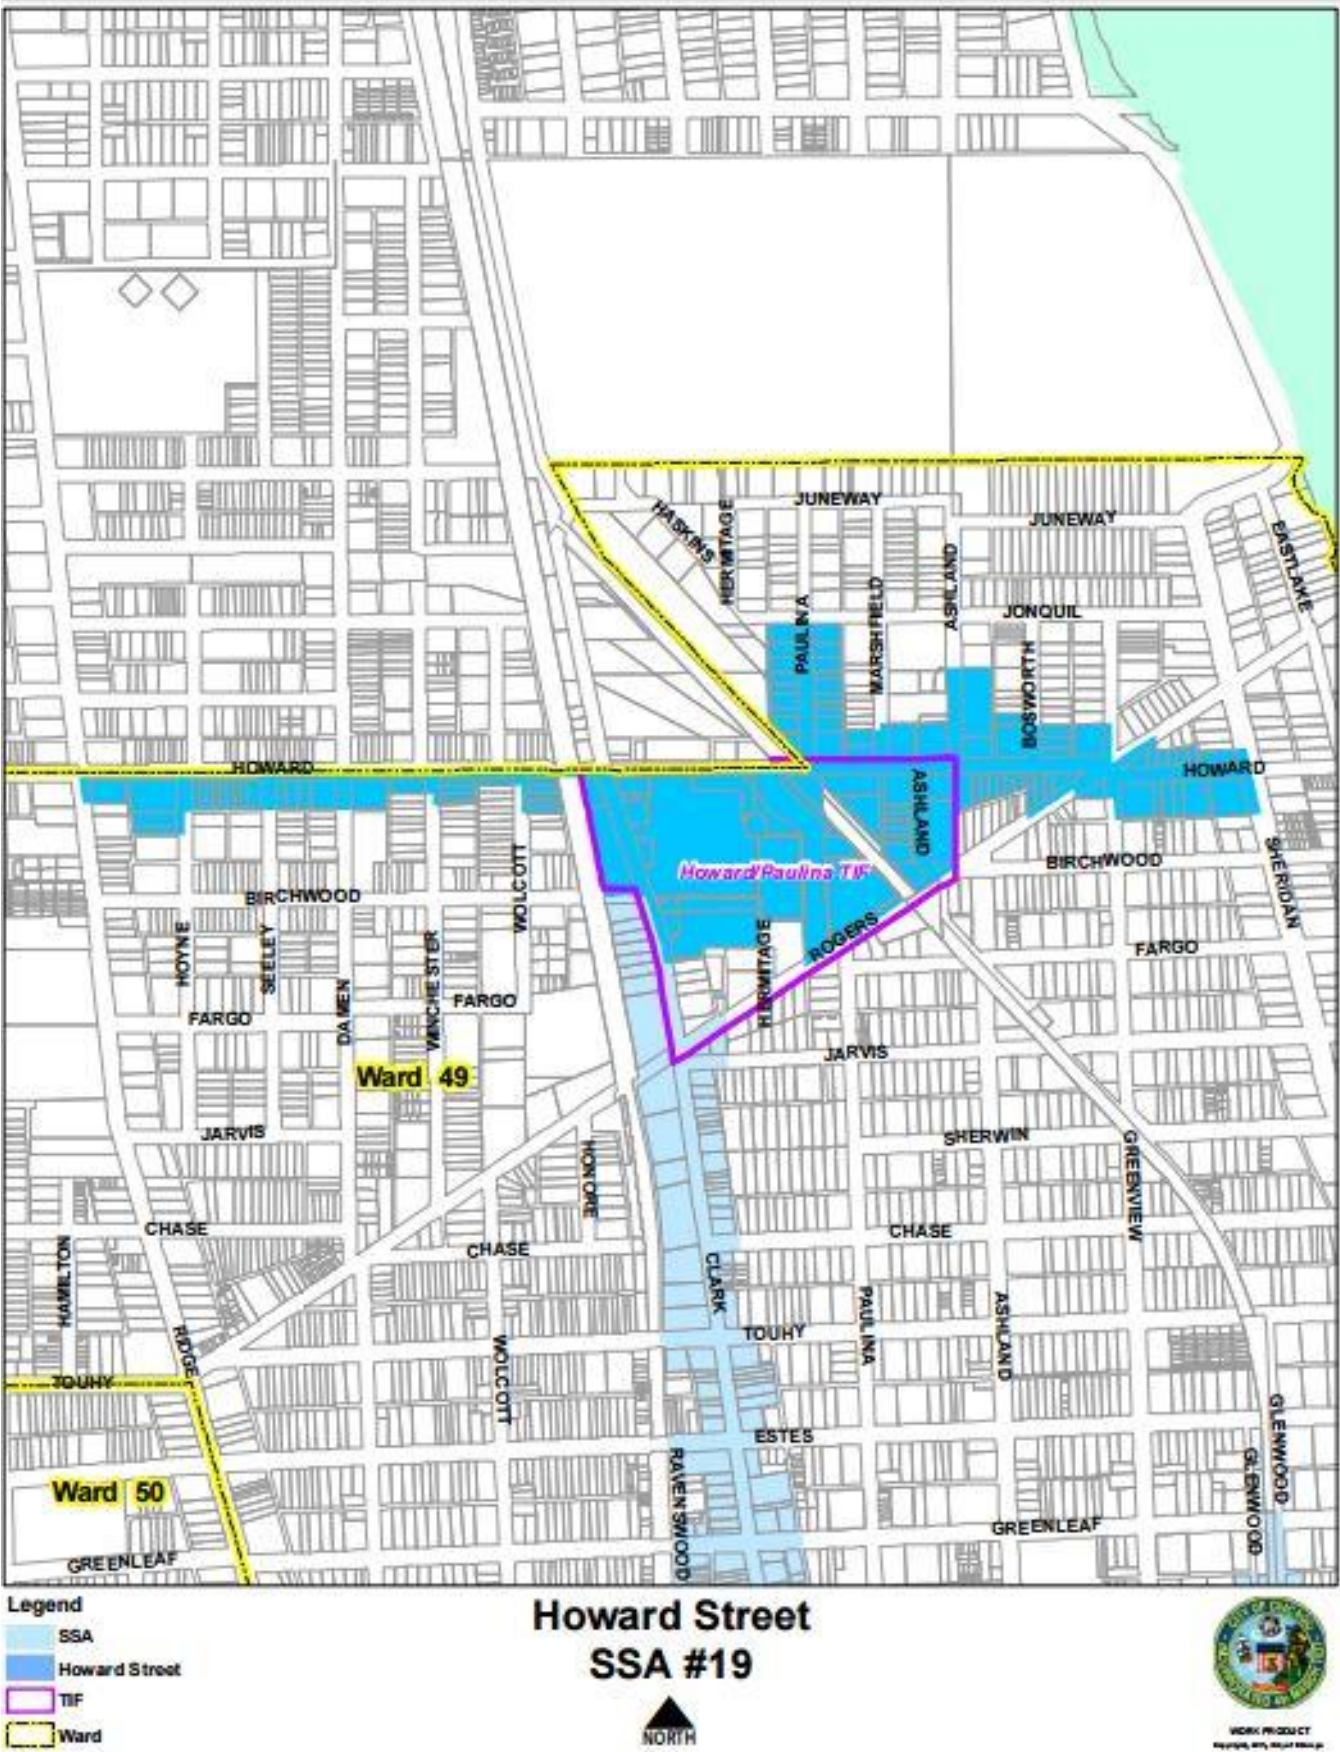 JUNEWAY
JUNEWAY
HASKINS
HERMITAGE
EASTLAKE
ASHLAND
MARSHFIELD
PAULINA
JONQUIL
BOSWORTH
HOWARD
HOWARD
ASHLAND
WOLCOTT
BIRCHWOOD
Howard/Paulina TIF
SHERIDAN
BIRCHWOOD
HOYNE
SEELEY
HERMITAGE
ROGERS
FARGO
DAMEN
WINCHESTER
FARGO
FARGO
JARVIS
Ward 49
JARVIS
SHERWIN
HONORE
GREENVIEW
CHASE
CHASE
CHASE
HAMILTON
CLARK
PAULINA
ASHLAND
TOUHY
RIDGE
WOLCOTT
TOUHY
ESTES
GLENWOOD
GLENWOOD
RAVENSWOOD
Ward 50
GREENLEAF
GREENLEAF
Legend
SSA
Howard Street
TIF
Ward
Howard Street
SSA #19
NORTH
WORK PRODUCT